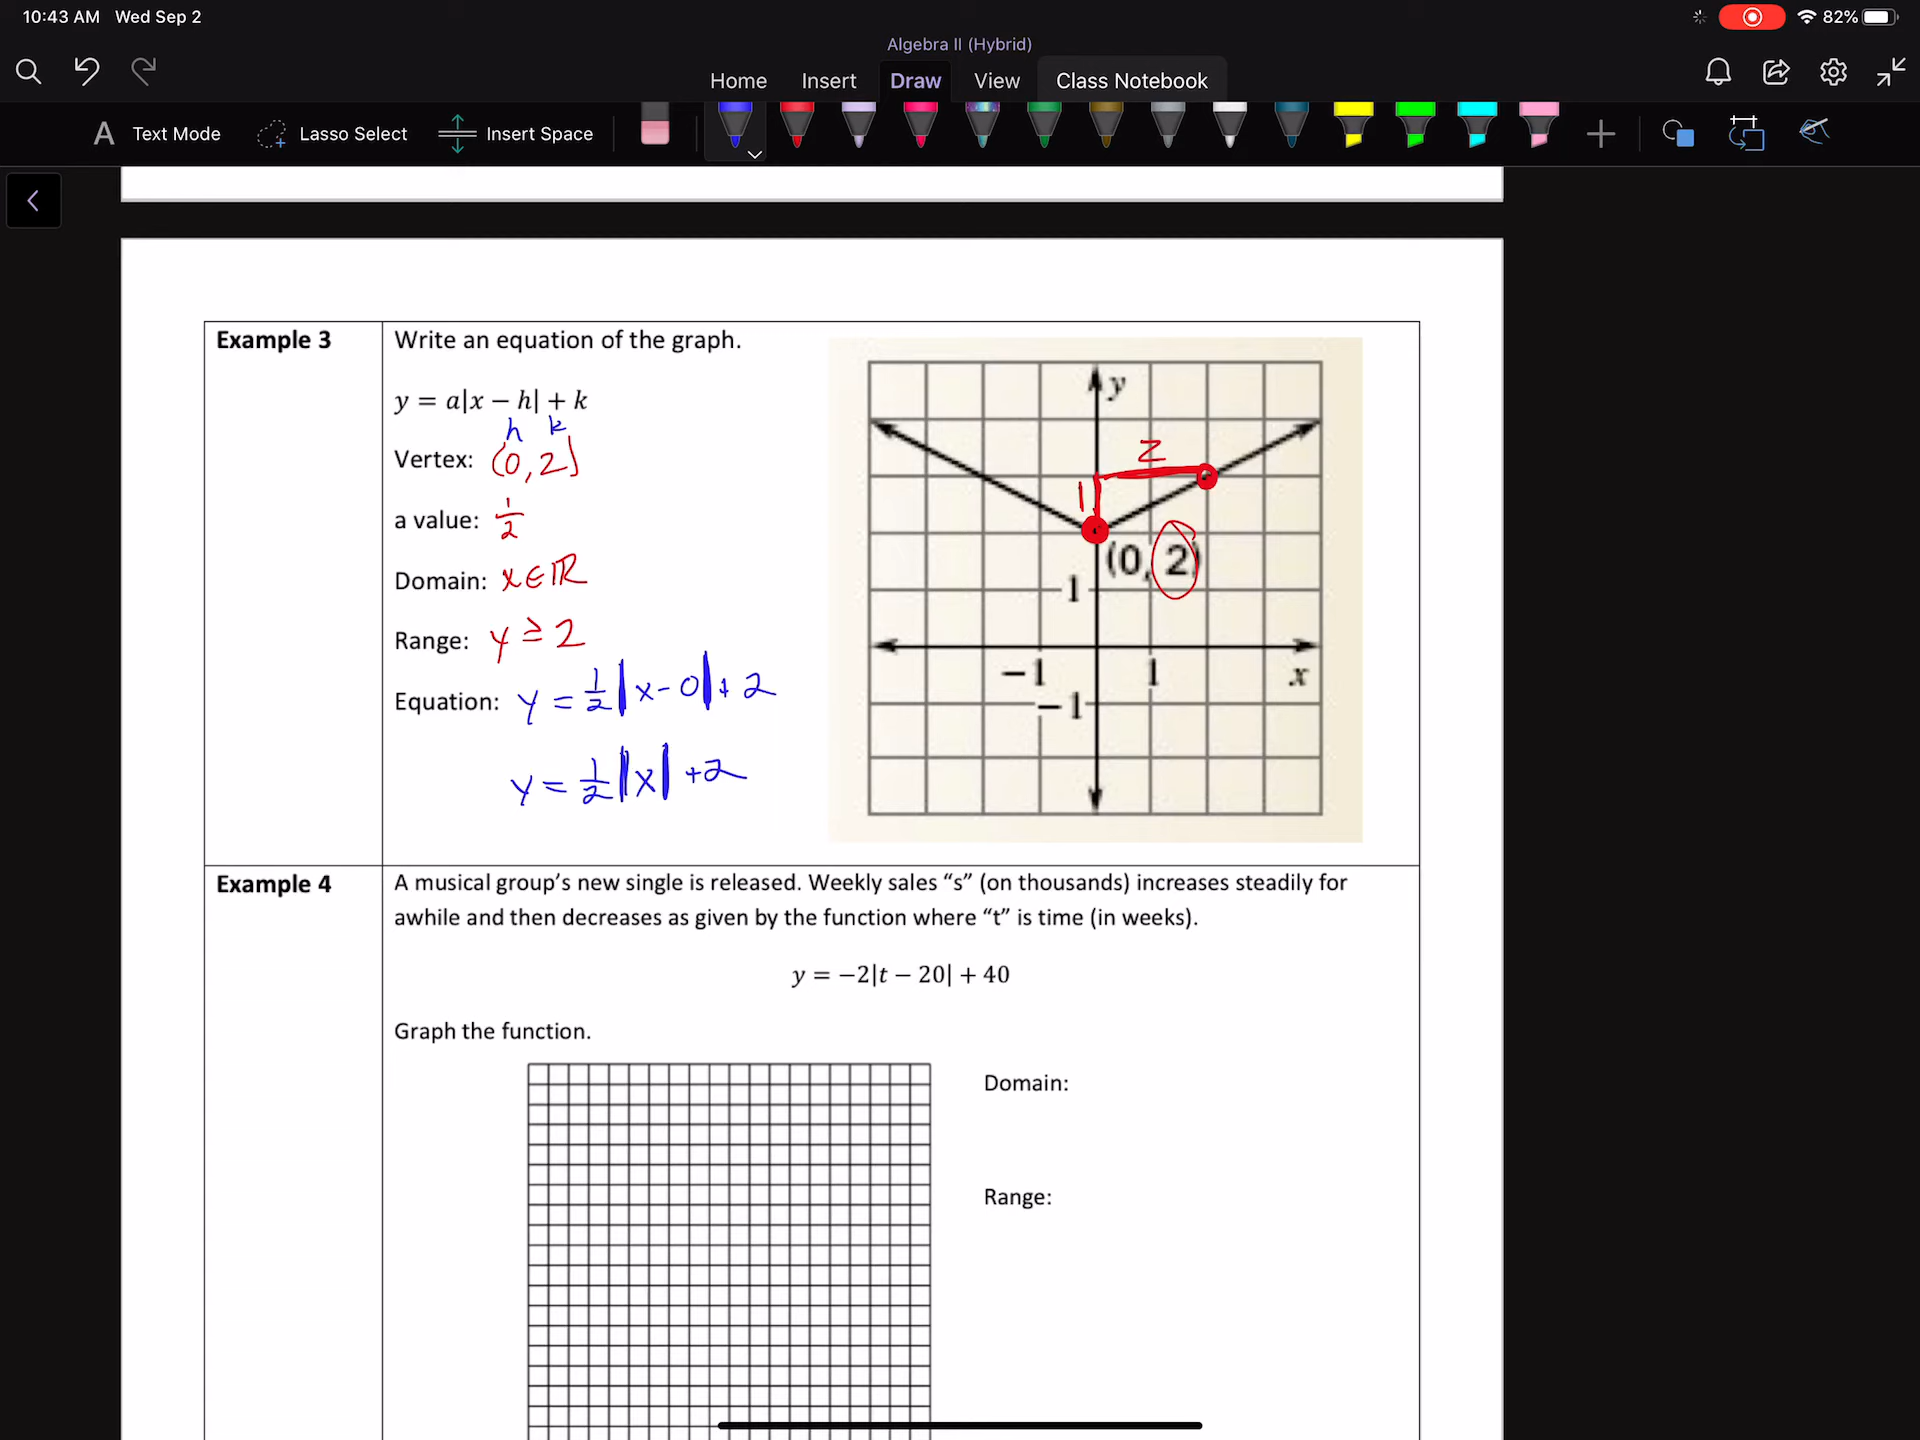 10:43 AM Wed Sep 2
82%
Algebra II (Hybrid)
Home Insert Draw View Class Notebook
Text Mode Lasso Select Insert Space
Example 3
Write an equation of the graph.
y = a|x − h| + k
h k
Vertex: (0, 2)
a value: 1/2
Domain: x ∈ ℝ
Range: y ≥ 2
Equation: y = 1/2 |x - 0| + 2
y = 1/2 |x| + 2
y
2
1
(0, 2)
1
−1 1 x
−1
Example 4
A musical group’s new single is released. Weekly sales “s” (on thousands) increases steadily for
awhile and then decreases as given by the function where “t” is time (in weeks).
y = −2|t − 20| + 40
Graph the function.
Domain:
Range: